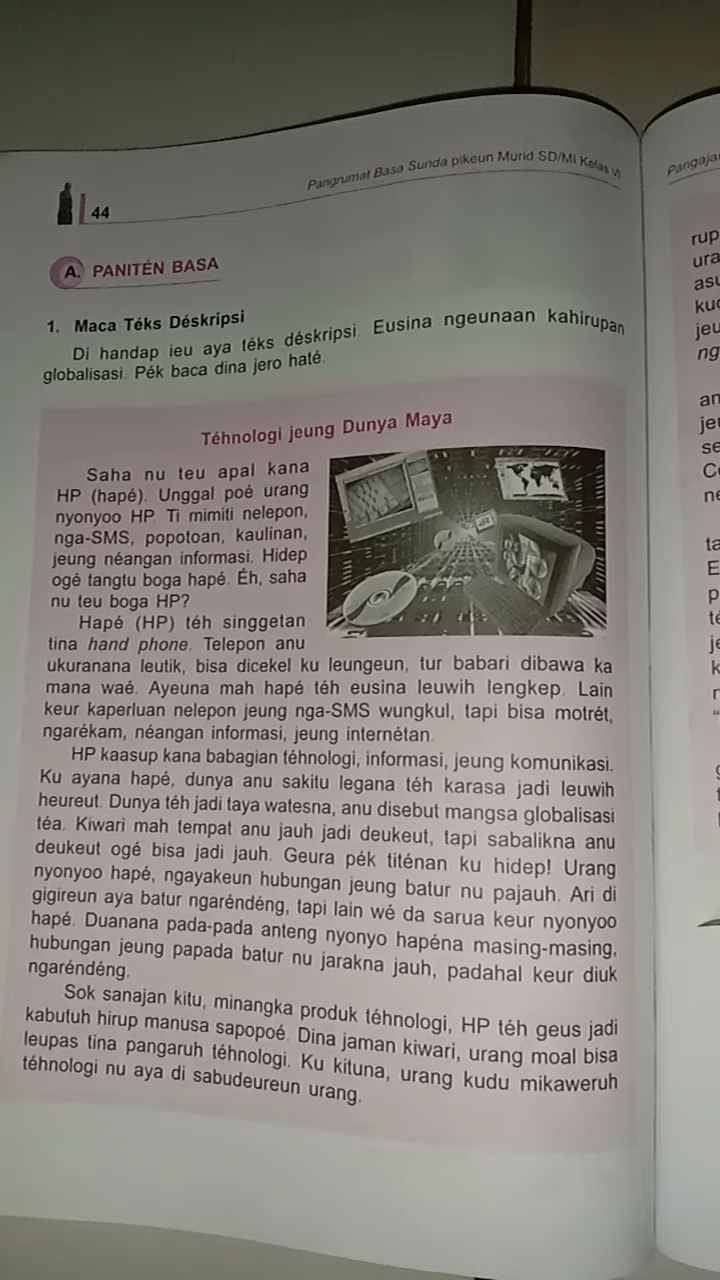 Pangrumat Basa Sunda pikeun Murid SD/MI Kelas VI
44
A. PANITÉN BASA
1. Maca Téks Déskripsi
Di handap ieu aya téks déskripsi. Eusina ngeunaan kahirupan
globalisasi. Pék baca dina jero haté.
Téhnologi jeung Dunya Maya
Saha nu teu apal kana
HP (hapé). Unggal poé urang
nyonyoo HP. Ti mimiti nelepon,
nga-SMS, popotoan, kaulinan,
jeung néangan informasi. Hidep
ogé tangtu boga hapé. Éh, saha
nu teu boga HP?
Hapé (HP) téh singgetan
tina hand phone. Telepon anu
ukuranana leutik, bisa dicekel ku leungeun, tur babari dibawa ka
mana waé. Ayeuna mah hapé téh eusina leuwih lengkep. Lain
keur kaperluan nelepon jeung nga-SMS wungkul, tapi bisa motrét,
ngarékam, néangan informasi, jeung internétan.
HP kaasup kana babagian téhnologi, informasi, jeung komunikasi.
Ku ayana hapé, dunya anu sakitu legana téh karasa jadi leuwih
heureut. Dunya téh jadi taya watesna, anu disebut mangsa globalisasi
téa. Kiwari mah tempat anu jauh jadi deukeut, tapi sabalikna anu
deukeut ogé bisa jadi jauh. Geura pék titénan ku hidep! Urang
nyonyoo hapé, ngayakeun hubungan jeung batur nu pajauh. Ari di
gigireun aya batur ngaréndéng, tapi lain wé da sarua keur nyonyoo
hapé. Duanana pada-pada anteng nyonyo hapéna masing-masing,
hubungan jeung papada batur nu jarakna jauh, padahal keur diuk
ngaréndéng.
Sok sanajan kitu, minangka produk téhnologi, HP téh geus jadi
kabutuh hirup manusa sapopoé. Dina jaman kiwari, urang moal bisa
leupas tina pangaruh téhnologi. Ku kituna, urang kudu mikaweruh
téhnologi nu aya di sabudeureun urang.